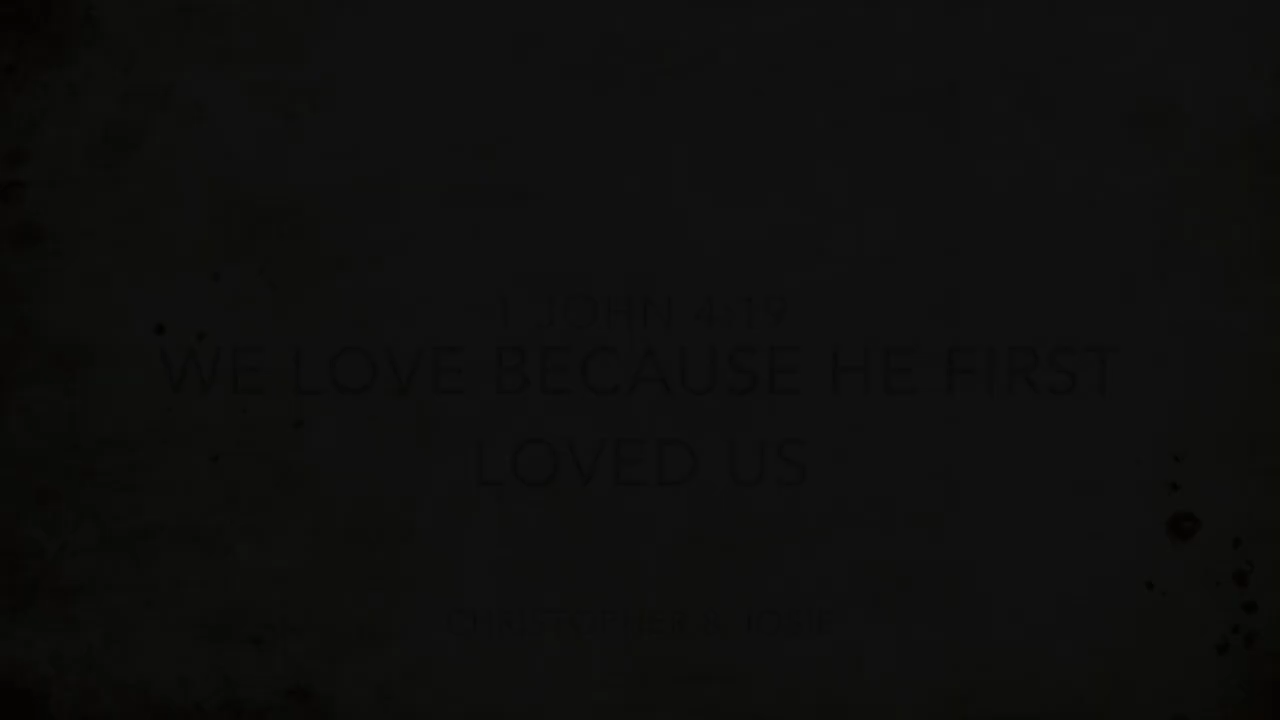 1 JOHN 4:19
WE LOVE BECAUSE HE FIRST
LOVED US
CHRISTOPHER & JOSIE